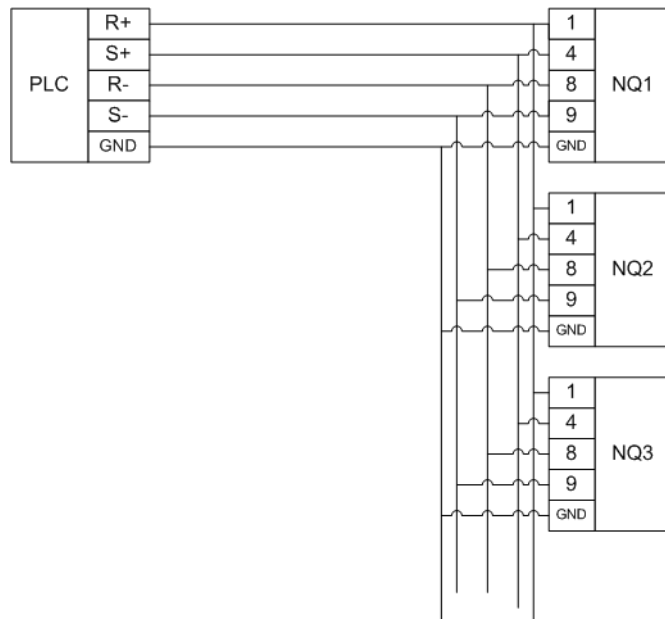 PLC
R+
S+
R-
S-
GND
1
4
8
9
GND
NQ1
1
4
8
9
GND
NQ2
1
4
8
9
GND
NQ3